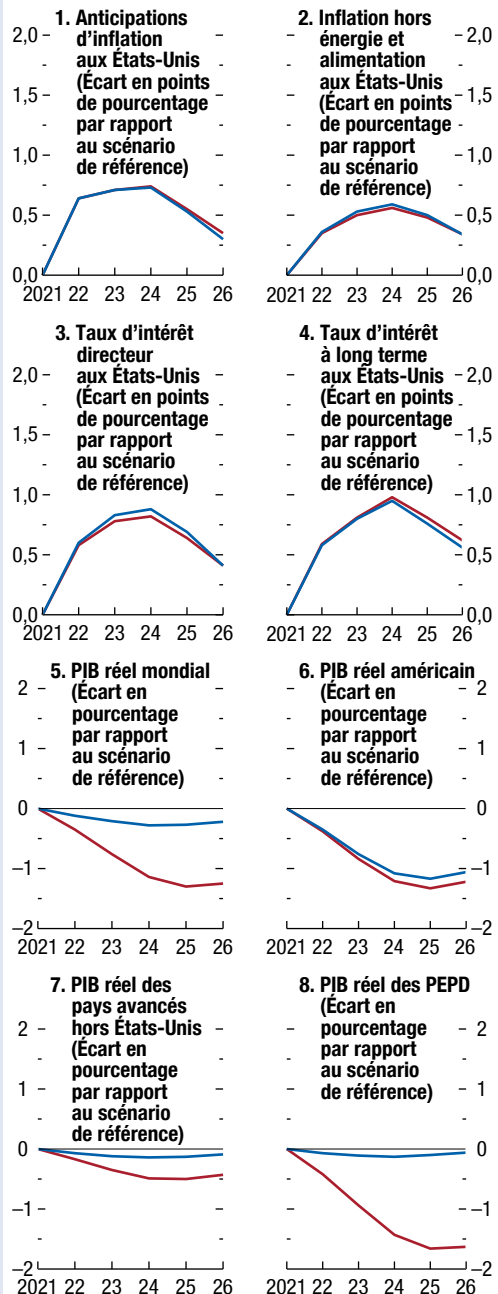 1. Anticipations
d'inflation
aux États-Unis
(Écart en points
de pourcentage
par rapport
au scénario
de référence)
2,0
1,5
1,0
0,5
0,0
2021 22 23 24 25 26
2. Inflation hors
énergie et
alimentation
aux États-Unis
(Écart en points
de pourcentage
par rapport
au scénario
de référence)
2,0
1,5
1,0
0,5
0,0
2021 22 23 24 25 26
3. Taux d'intérêt
directeur
aux États-Unis
(Écart en points
de pourcentage
par rapport
au scénario
de référence)
2,0
1,5
1,0
0,5
0,0
2021 22 23 24 25 26
4. Taux d'intérêt
à long terme
aux États-Unis
(Écart en points
de pourcentage
par rapport
au scénario
de référence)
2,0
1,5
1,0
0,5
0,0
2021 22 23 24 25 26
5. PIB réel mondial
(Écart en
pourcentage
par rapport
au scénario
de référence)
2
1
0
–1
–2
2021 22 23 24 25 26
6. PIB réel américain
(Écart en
pourcentage
par rapport
au scénario
de référence)
2
1
0
–1
–2
2021 22 23 24 25 26
7. PIB réel des
pays avancés
hors États-Unis
(Écart en
pourcentage
par rapport
au scénario
de référence)
2
1
0
–1
–2
2021 22 23 24 25 26
8. PIB réel des PEPD
(Écart en
pourcentage
par rapport
au scénario
de référence)
2
1
0
–1
–2
2021 22 23 24 25 26